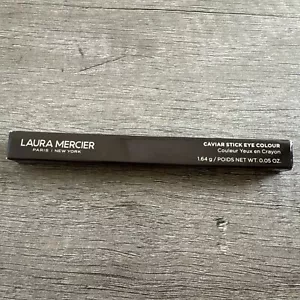 LAURA MERCIER
PARIS / NEW YORK
CAVIAR STICK EYE COLOUR
Couleur Yeux en Crayon
1.64 g / POIDS NET WT. 0.05 OZ.